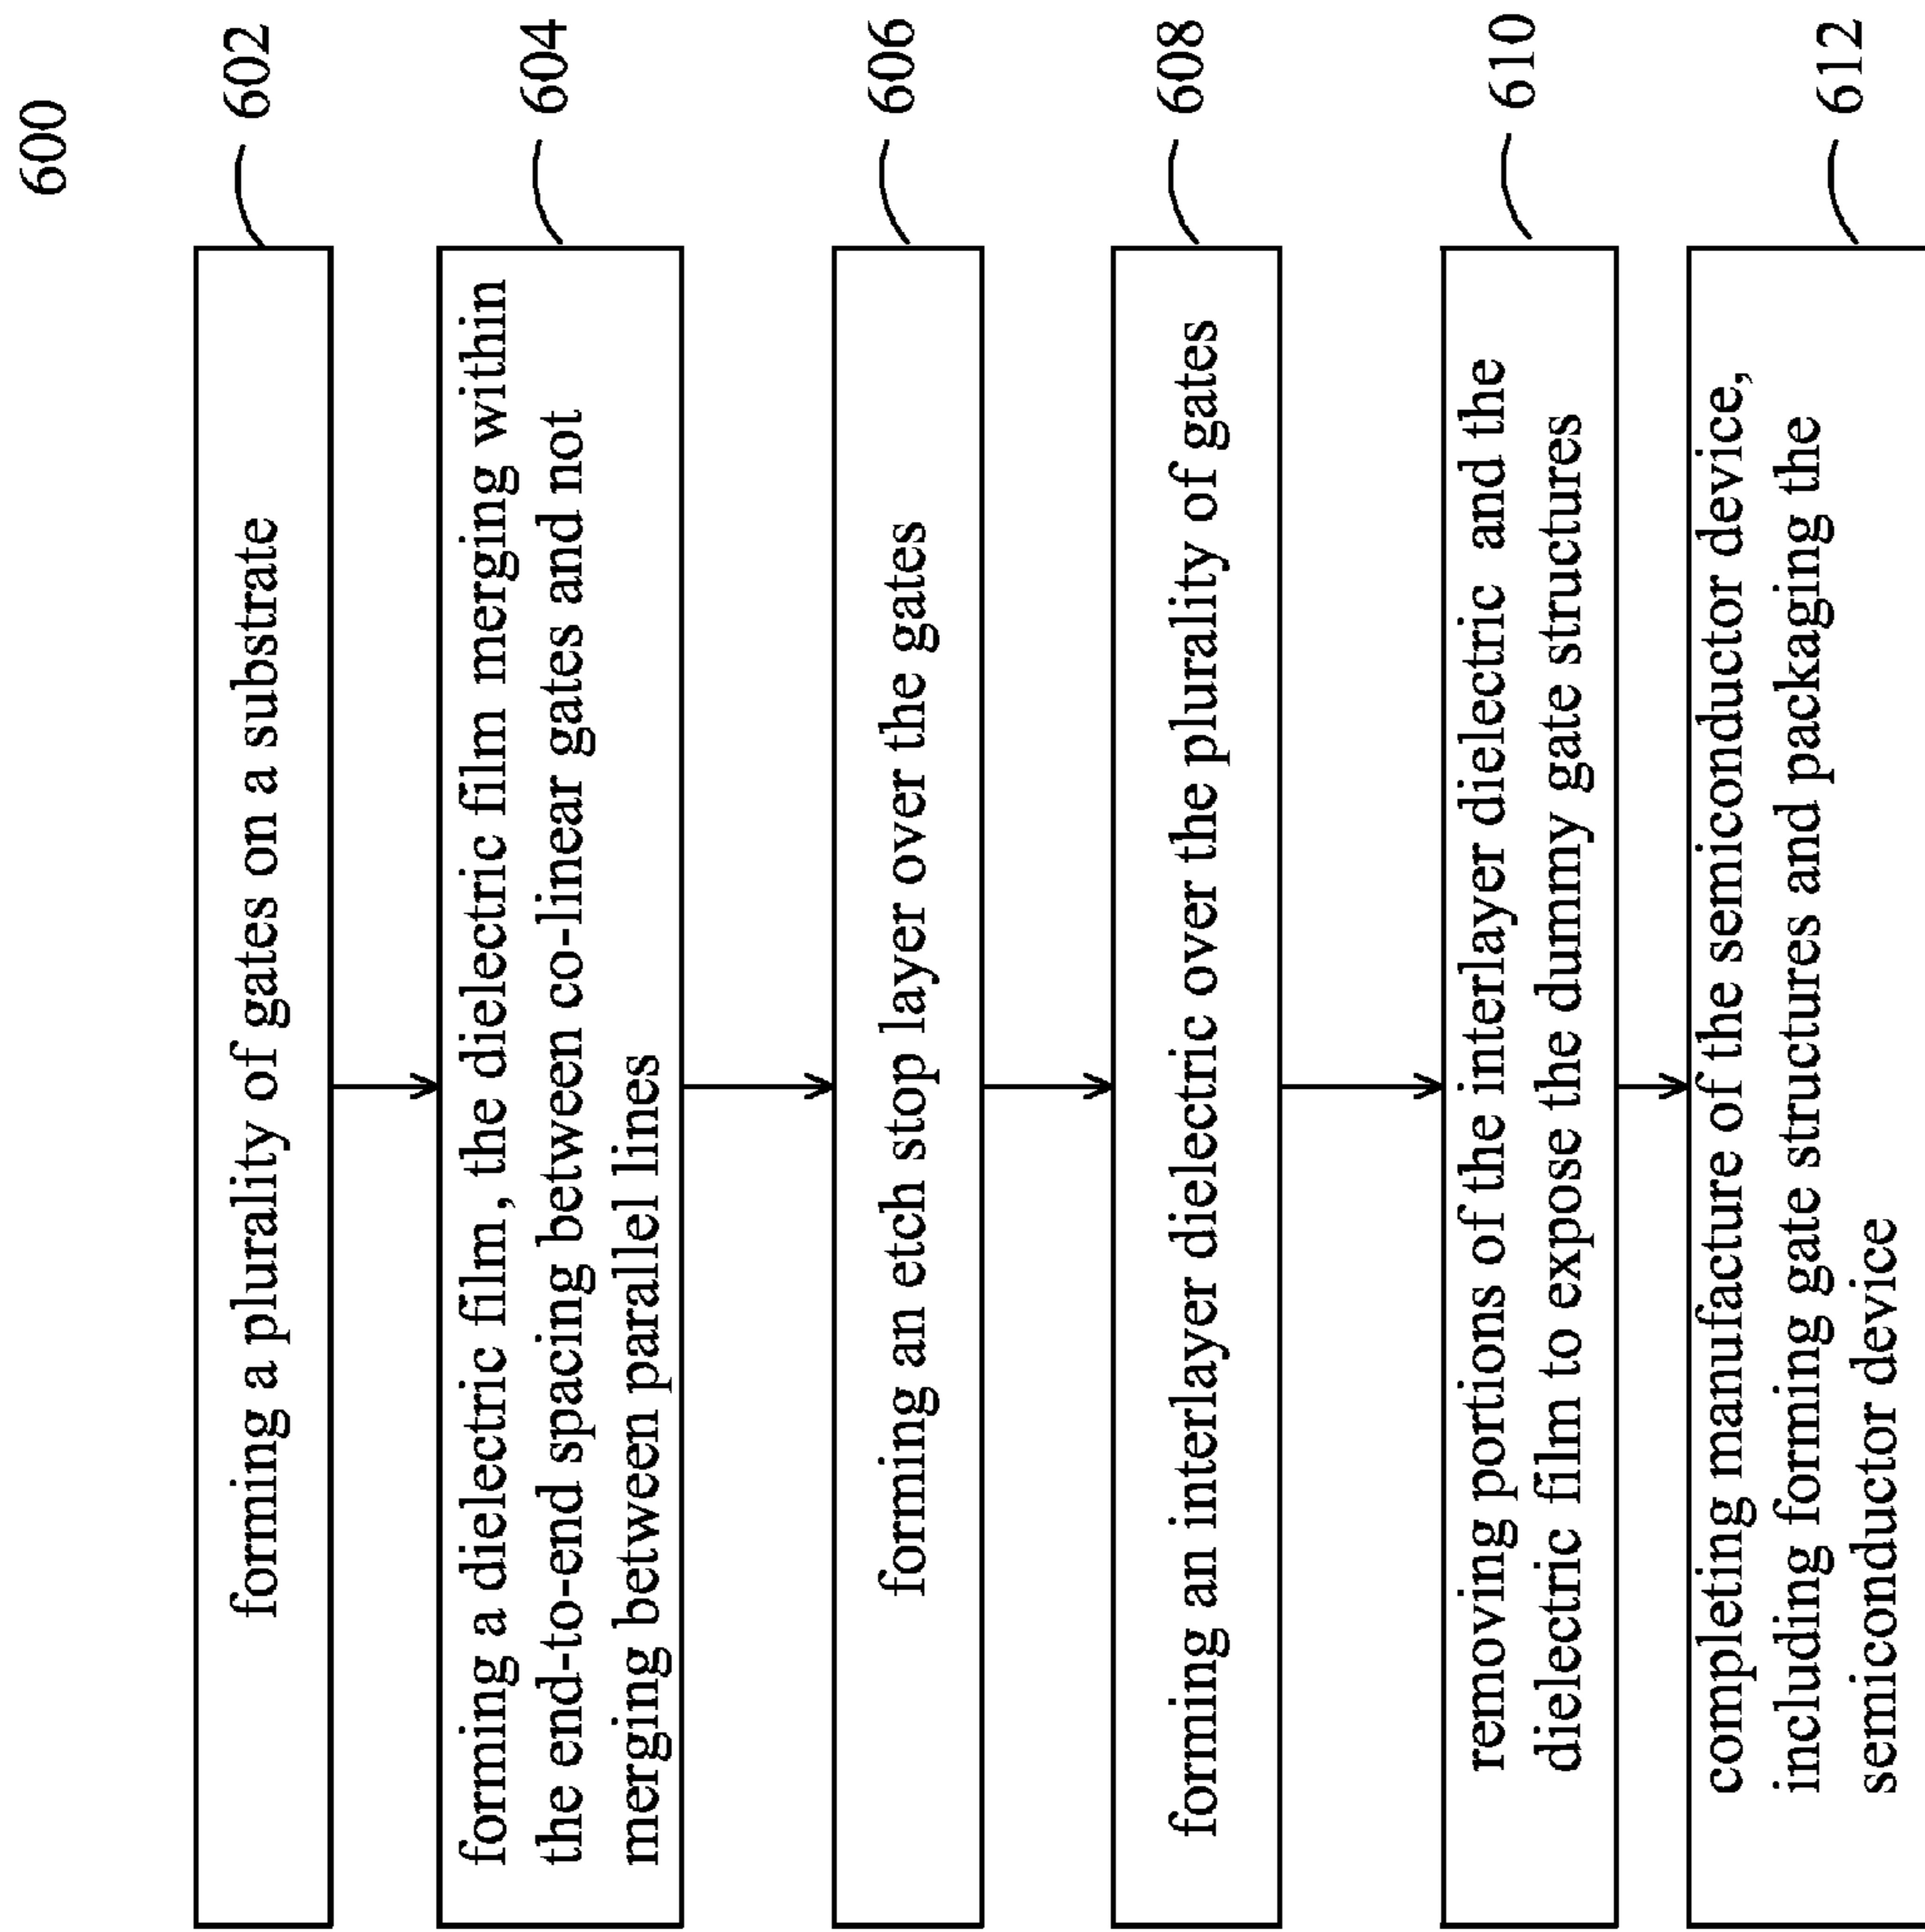 600
forming a plurality of gates on a substrate
602
forming a dielectric film, the dielectric film merging within
the end-to-end spacing between co-linear gates and not
merging between parallel lines
604
forming an etch stop layer over the gates
606
forming an interlayer dielectric over the plurality of gates
608
removing portions of the interlayer dielectric and the
dielectric film to expose the dummy gate structures
610
completing manufacture of the semiconductor device,
including forming gate structures and packaging the
semiconductor device
612